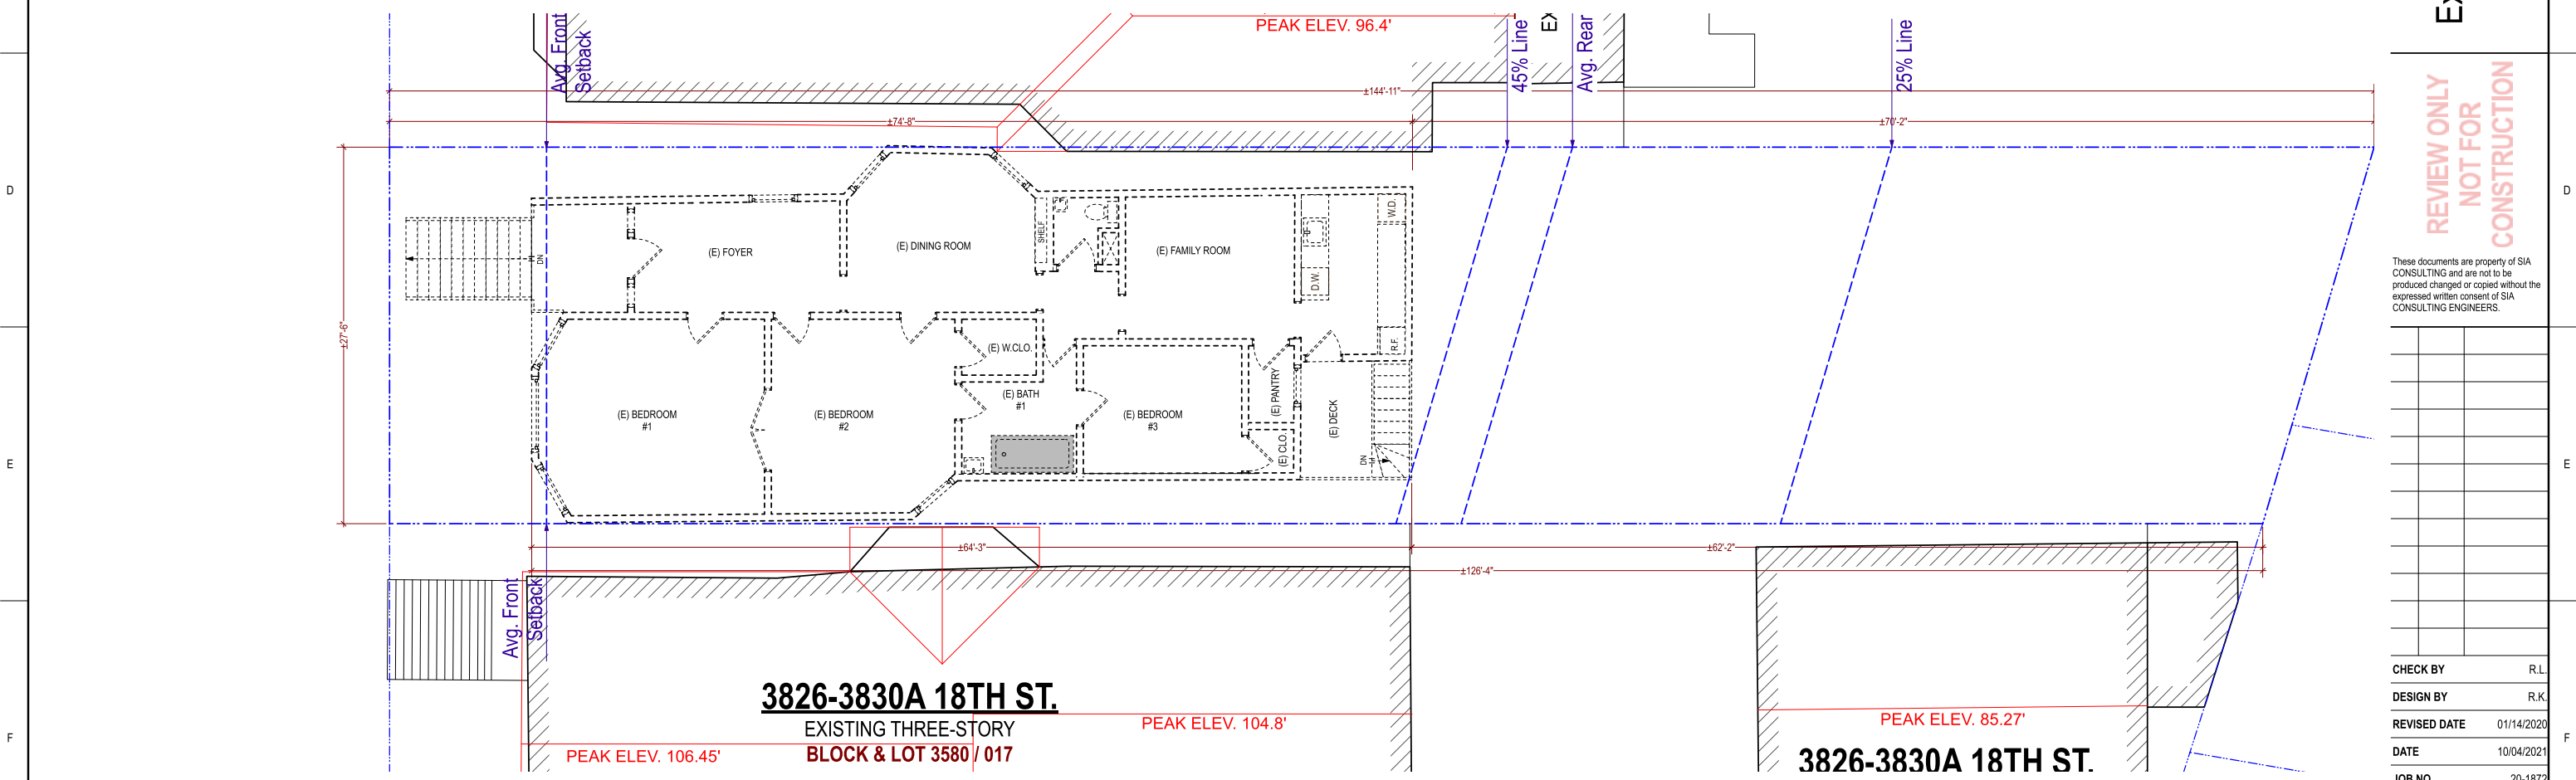 PEAK ELEV. 96.4'
Avg. Front
Setback
45% Line
EX
Avg. Rear
25% Line
EX
±144'-11"
±74'-8"
±70'-2"
REVIEW ONLY
NOT FOR
CONSTRUCTION
D
D
SHELF
W.D.
(E) FOYER
(E) DINING ROOM
(E) FAMILY ROOM
DN
D.W.
These documents are property of SIA
CONSULTING and are not to be
produced changed or copied without the
expressed written consent of SIA
CONSULTING ENGINEERS.
±27'-6"
(E) W.CLO.
R.F.
(E) BATH
#1
(E) PANTRY
(E) BEDROOM
#1
(E) BEDROOM
#2
(E) BEDROOM
#3
(E) DECK
(E) CLO.
DN
E
E
±64'-3"
±62'-2"
±126'-4"
Avg. Front
Setback
3826-3830A 18TH ST.
EXISTING THREE-STORY
BLOCK & LOT 3580 / 017
PEAK ELEV. 106.45'
PEAK ELEV. 104.8'
PEAK ELEV. 85.27'
3826-3830A 18TH ST.
CHECK BY R.L.
DESIGN BY R.K.
REVISED DATE 01/14/2020
DATE 10/04/2021
JOB NO. 20-1872
F
F